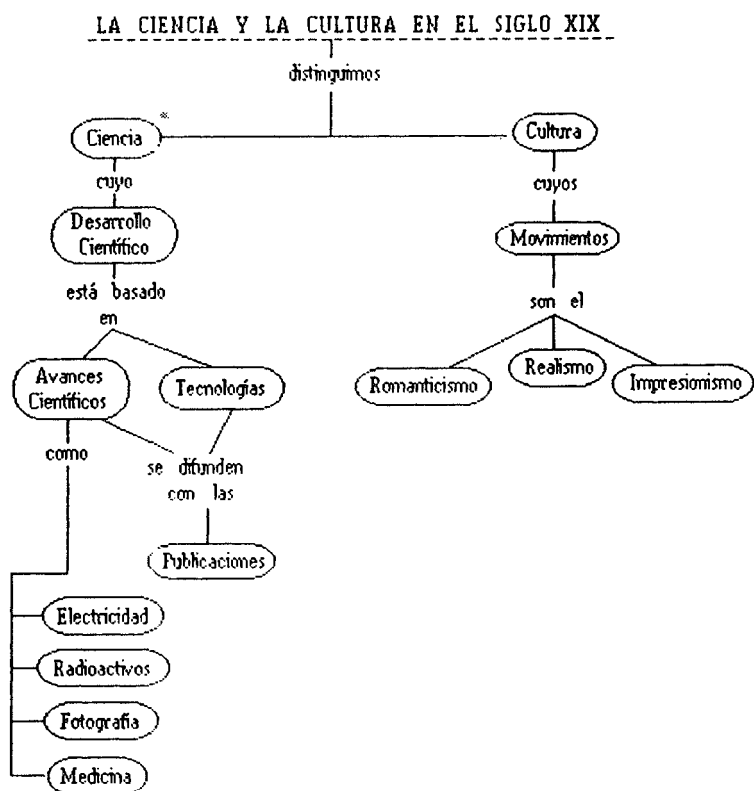 LA CIENCIA Y LA CULTURA EN EL SIGLO XIX
distinguimos
Ciencia
Cultura
cuyo
cuyos
Desarrollo
Científico
Movimientos
está basado
en
son el
Avances
Científicos
Tecnologías
Romanticismo
Realismo
Impresionismo
como
se difunden
con las
Publicaciones
Electricidad
Radioactivos
Fotografía
Medicina